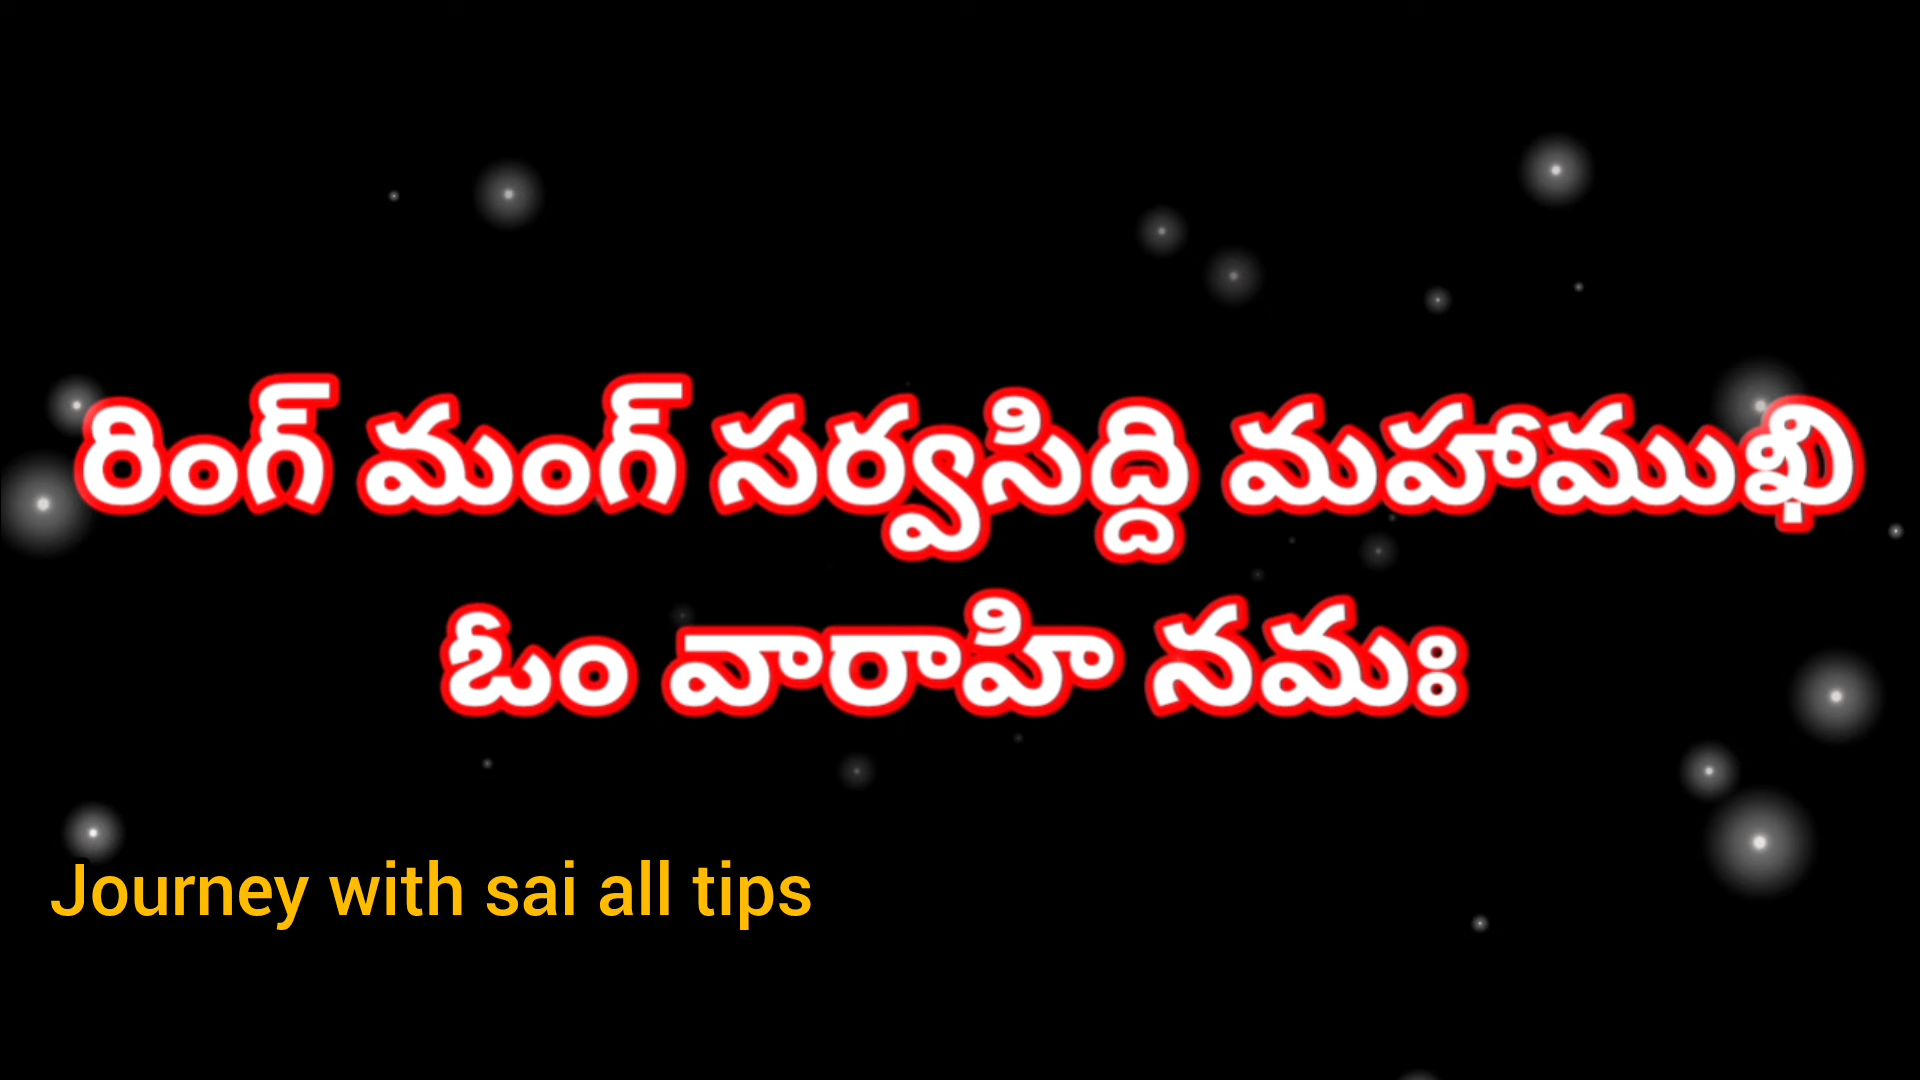 రింగ్ మంగ్ సర్వసిద్ది మహాముఖి
ఓం వారాహి నమః
Journey with sai all tips